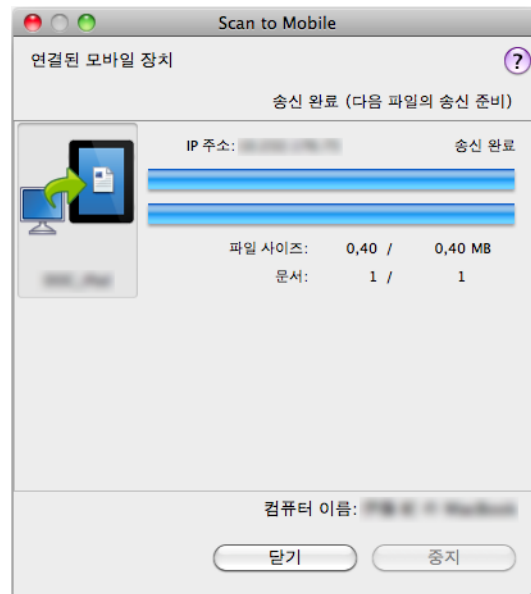 Scan to Mobile
연결된 모바일 장치
?
송신 완료 (다음 파일의 송신 준비)
IP 주소: 송신 완료
파일 사이즈: 0,40 / 0,40 MB
문서: 1 / 1
컴퓨터 이름:
닫기 중지